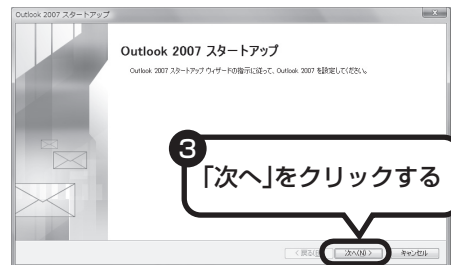 Outlook 2007 スタートアップ
Outlook 2007 スタートアップ
Outlook 2007 スタートアップ ウィザードの指示に従って、Outlook 2007 を設定してください。
3
「次へ」をクリックする
< 戻る(
次へ(N) >
キャンセル